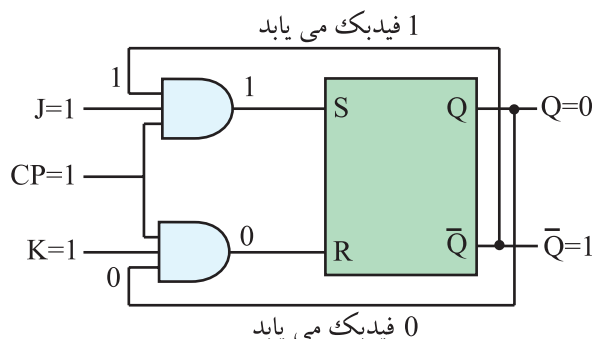 1 فیدبک می یابد
1
1
J=1
S
Q
Q=0
CP=1
K=1
0
R
Q̅
Q̅=1
0
0 فیدبک می یابد